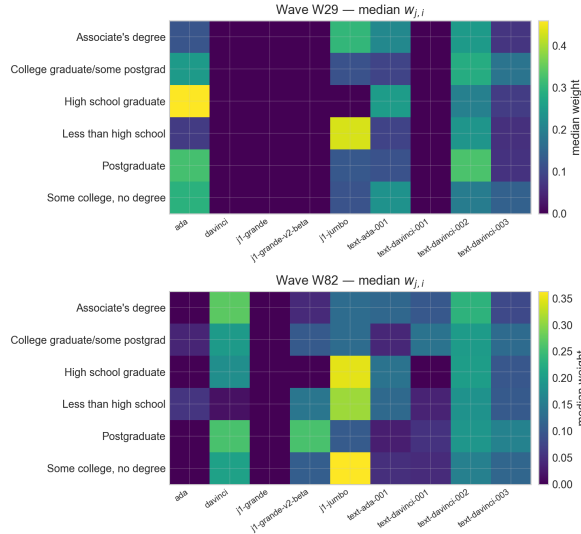 Wave W29 — median w_{j,i}
Associate's degree
College graduate/some postgrad
High school graduate
Less than high school
Postgraduate
Some college, no degree
ada
davinci
j1-grande
j1-grande-v2-beta
j1-jumbo
text-ada-001
text-davinci-001
text-davinci-002
text-davinci-003
0.4
0.3
0.2
0.1
0.0
median weight
Wave W82 — median w_{j,i}
Associate's degree
College graduate/some postgrad
High school graduate
Less than high school
Postgraduate
Some college, no degree
ada
davinci
j1-grande
j1-grande-v2-beta
j1-jumbo
text-ada-001
text-davinci-001
text-davinci-002
text-davinci-003
0.35
0.30
0.25
0.20
0.15
0.10
0.05
0.00
median weight